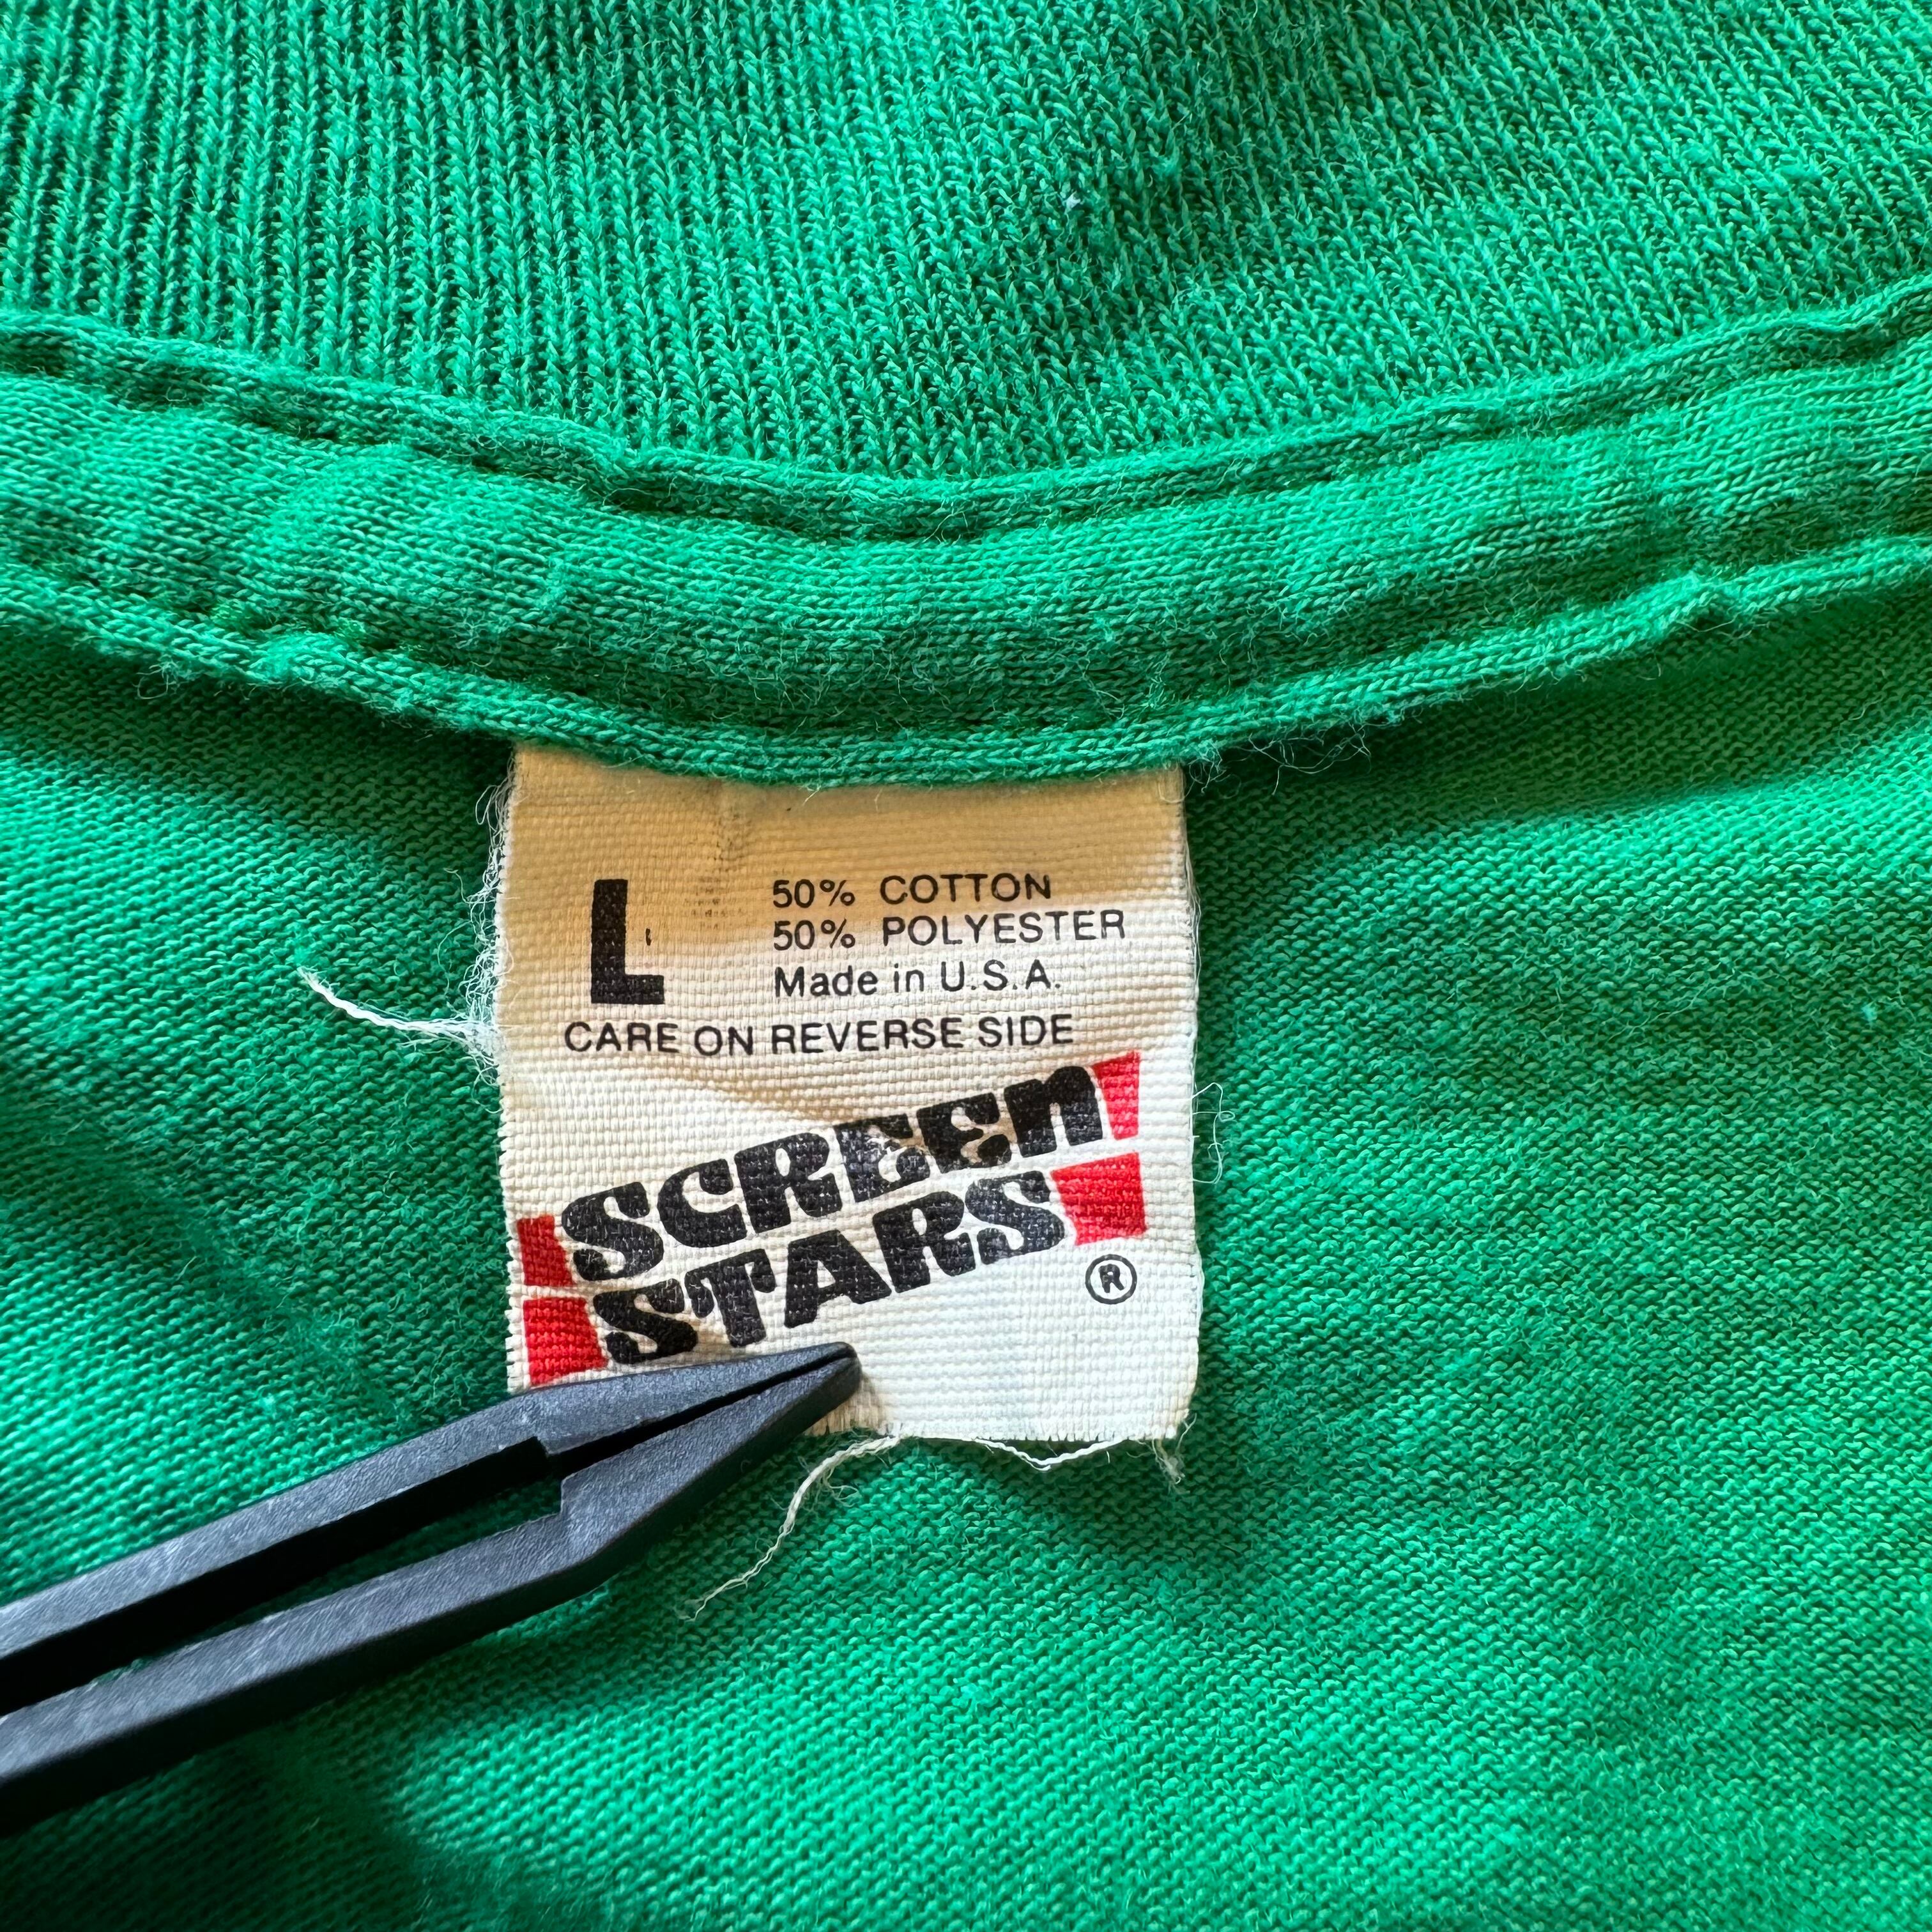 L
50% COTTON
50% POLYESTER
Made in U.S.A.
CARE ON REVERSE SIDE
SCREEN
STARS
®